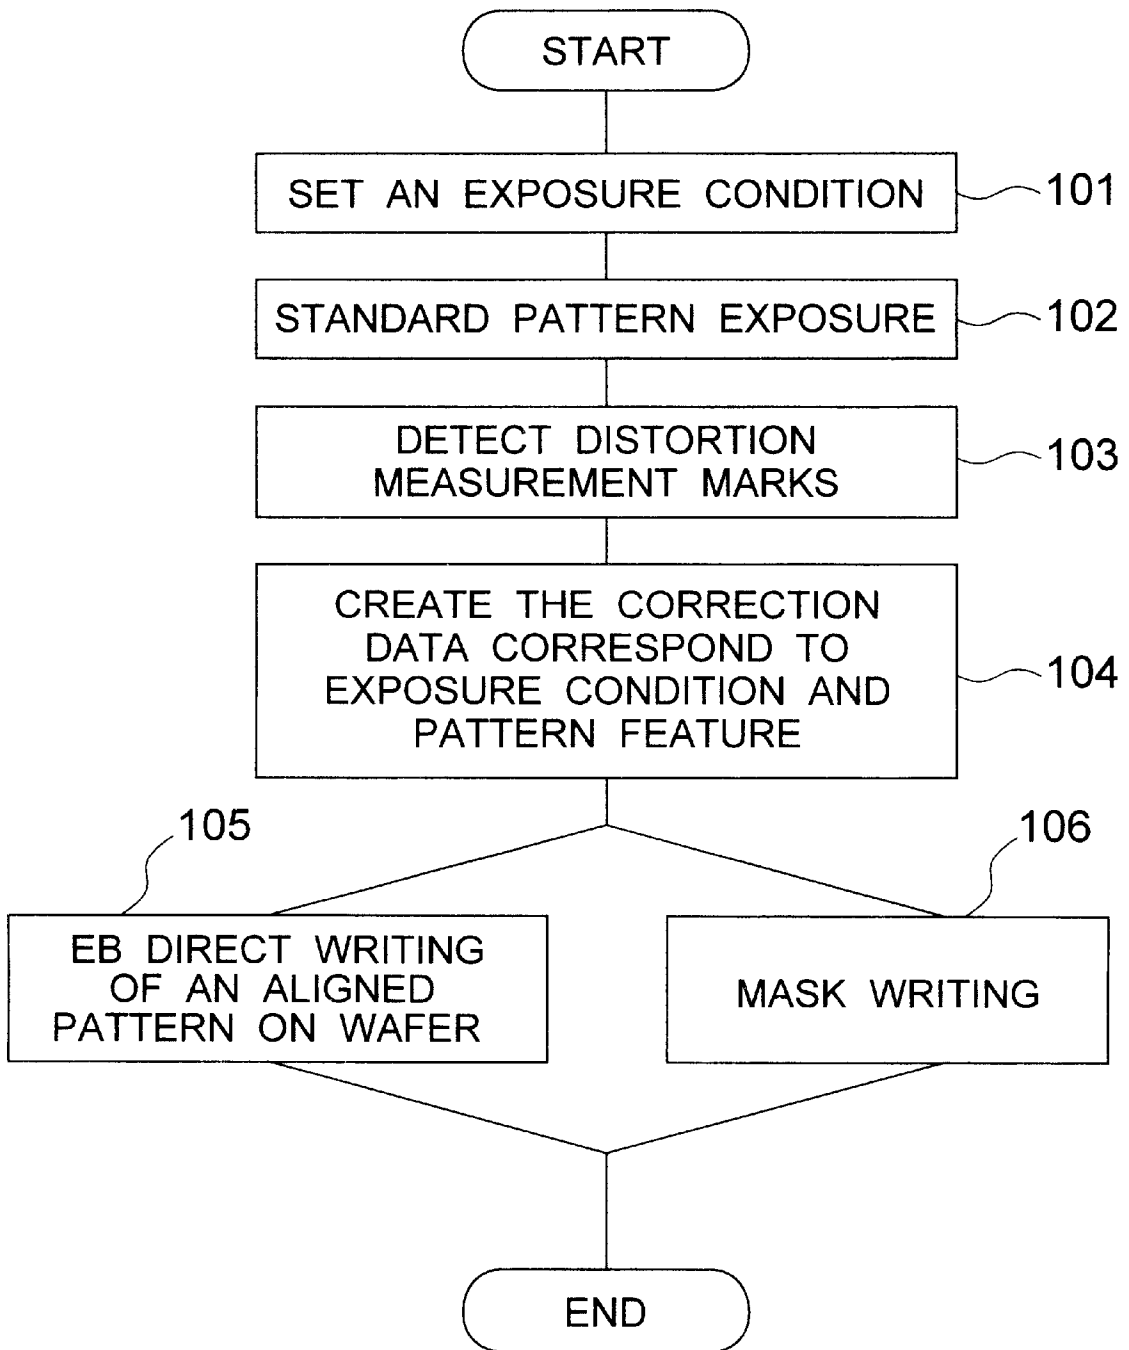 START
SET AN EXPOSURE CONDITION
101
STANDARD PATTERN EXPOSURE
102
DETECT DISTORTION
MEASUREMENT MARKS
103
CREATE THE CORRECTION
DATA CORRESPOND TO
EXPOSURE CONDITION AND
PATTERN FEATURE
104
105
106
EB DIRECT WRITING
OF AN ALIGNED
PATTERN ON WAFER
MASK WRITING
END